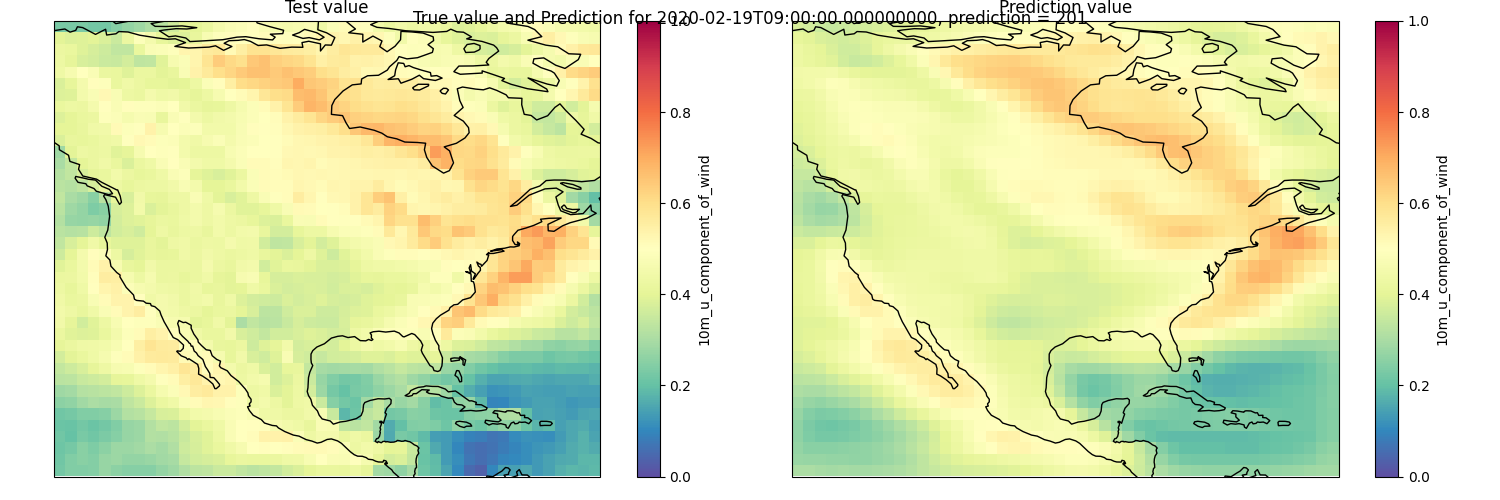 Test value
Prediction value
True value and Prediction for 2020-02-19T09:00:00.000000000, prediction = 201
1.0
0.8
0.6
0.4
0.2
0.0
10m_u_component_of_wind
1.0
0.8
0.6
0.4
0.2
0.0
10m_u_component_of_wind